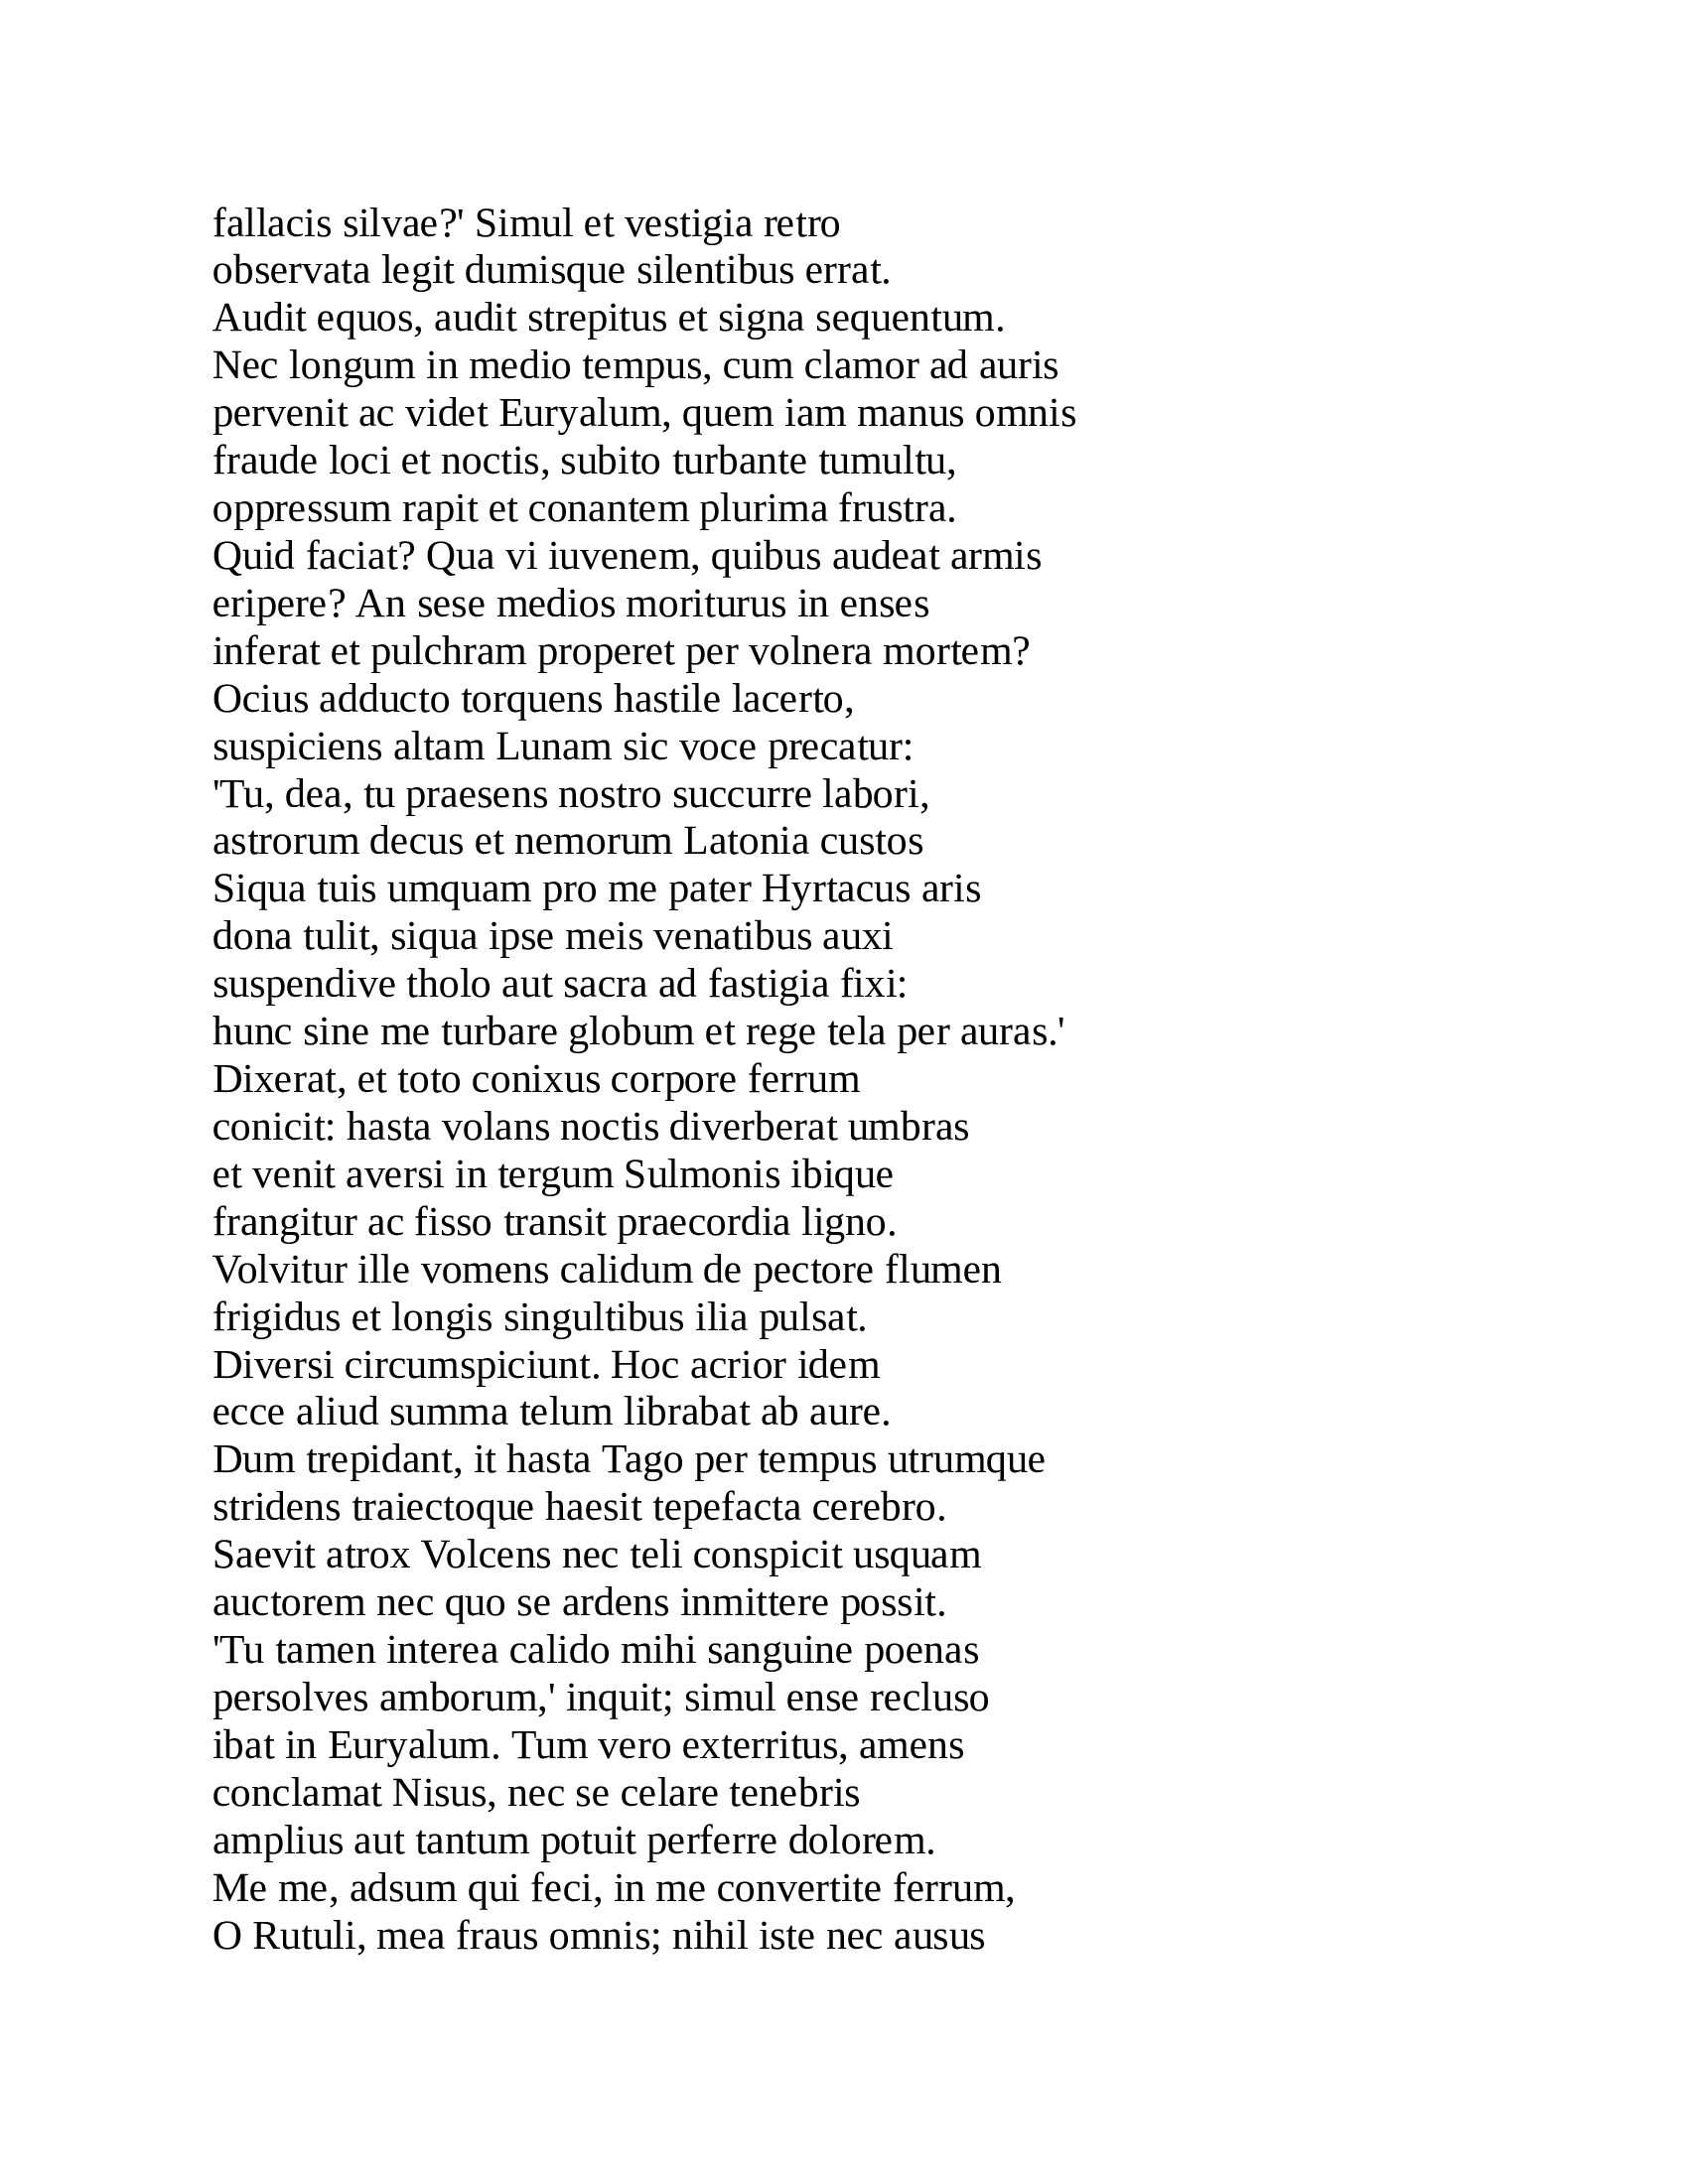 fallacis silvae?' Simul et vestigia retro
observata legit dumisque silentibus errat.
Audit equos, audit strepitus et signa sequentum.
Nec longum in medio tempus, cum clamor ad auris
pervenit ac videt Euryalum, quem iam manus omnis
fraude loci et noctis, subito turbante tumultu,
oppressum rapit et conantem plurima frustra.
Quid faciat? Qua vi iuvenem, quibus audeat armis
eripere? An sese medios moriturus in enses
inferat et pulchram properet per volnera mortem?
Ocius adducto torquens hastile lacerto,
suspiciens altam Lunam sic voce precatur:
'Tu, dea, tu praesens nostro succurre labori,
astrorum decus et nemorum Latonia custos
Siqua tuis umquam pro me pater Hyrtacus aris
dona tulit, siqua ipse meis venatibus auxi
suspendive tholo aut sacra ad fastigia fixi:
hunc sine me turbare globum et rege tela per auras.'
Dixerat, et toto conixus corpore ferrum
conicit: hasta volans noctis diverberat umbras
et venit aversi in tergum Sulmonis ibique
frangitur ac fisso transit praecordia ligno.
Volvitur ille vomens calidum de pectore flumen
frigidus et longis singultibus ilia pulsat.
Diversi circumspiciunt. Hoc acrior idem
ecce aliud summa telum librabat ab aure.
Dum trepidant, it hasta Tago per tempus utrumque
stridens traiectoque haesit tepefacta cerebro.
Saevit atrox Volcens nec teli conspicit usquam
auctorem nec quo se ardens inmittere possit.
'Tu tamen interea calido mihi sanguine poenas
persolves amborum,' inquit; simul ense recluso
ibat in Euryalum. Tum vero exterritus, amens
conclamat Nisus, nec se celare tenebris
amplius aut tantum potuit perferre dolorem.
Me me, adsum qui feci, in me convertite ferrum,
O Rutuli, mea fraus omnis; nihil iste nec ausus